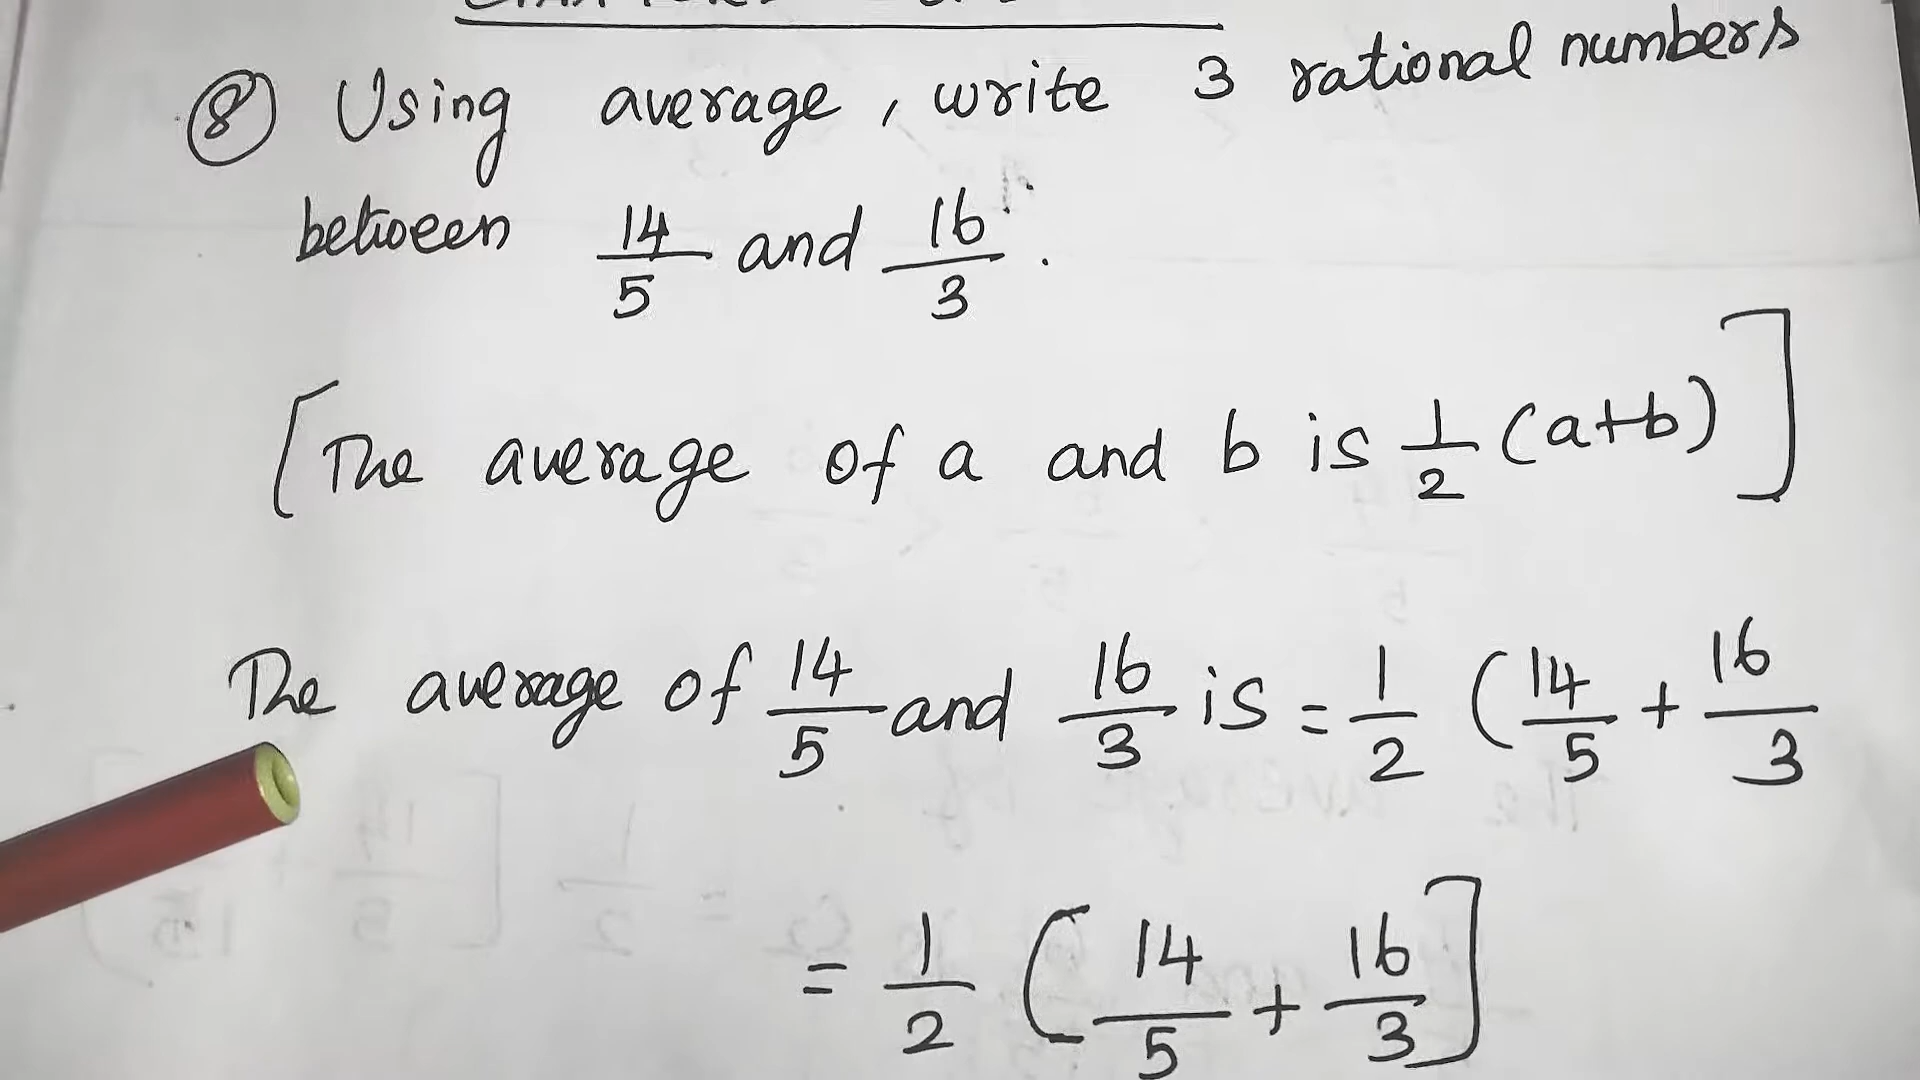 ⑧ Using average, write 3 rational numbers
between 14/5 and 16/3.
[The average of a and b is 1/2 (a+b)]
The average of 14/5 and 16/3 is = 1/2 (14/5 + 16/3
= 1/2 [14/5 + 16/3]